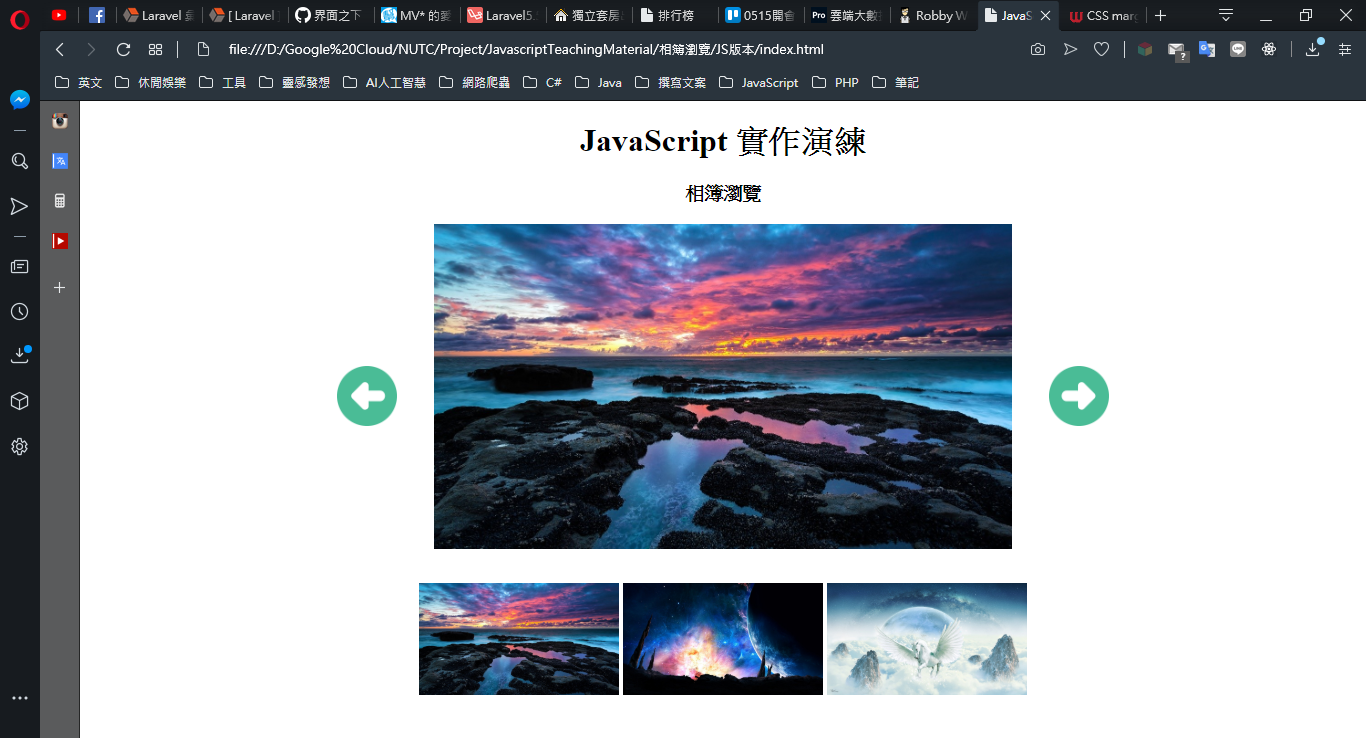 Laravel
[ Laravel
界面之下
MV* 的
Laravel5.
獨立套房
排行榜
0515開會
Pro 雲端大數
Robby W
JavaS
CSS mar
file:///D:/Google%20Cloud/NUTC/Project/JavascriptTeachingMaterial/相簿瀏覽/JS版本/index.html
英文 休閒娛樂 工具 靈感發想 AI人工智慧 網路爬蟲 C# Java 撰寫文案 JavaScript PHP 筆記
JavaScript 實作演練
相簿瀏覽